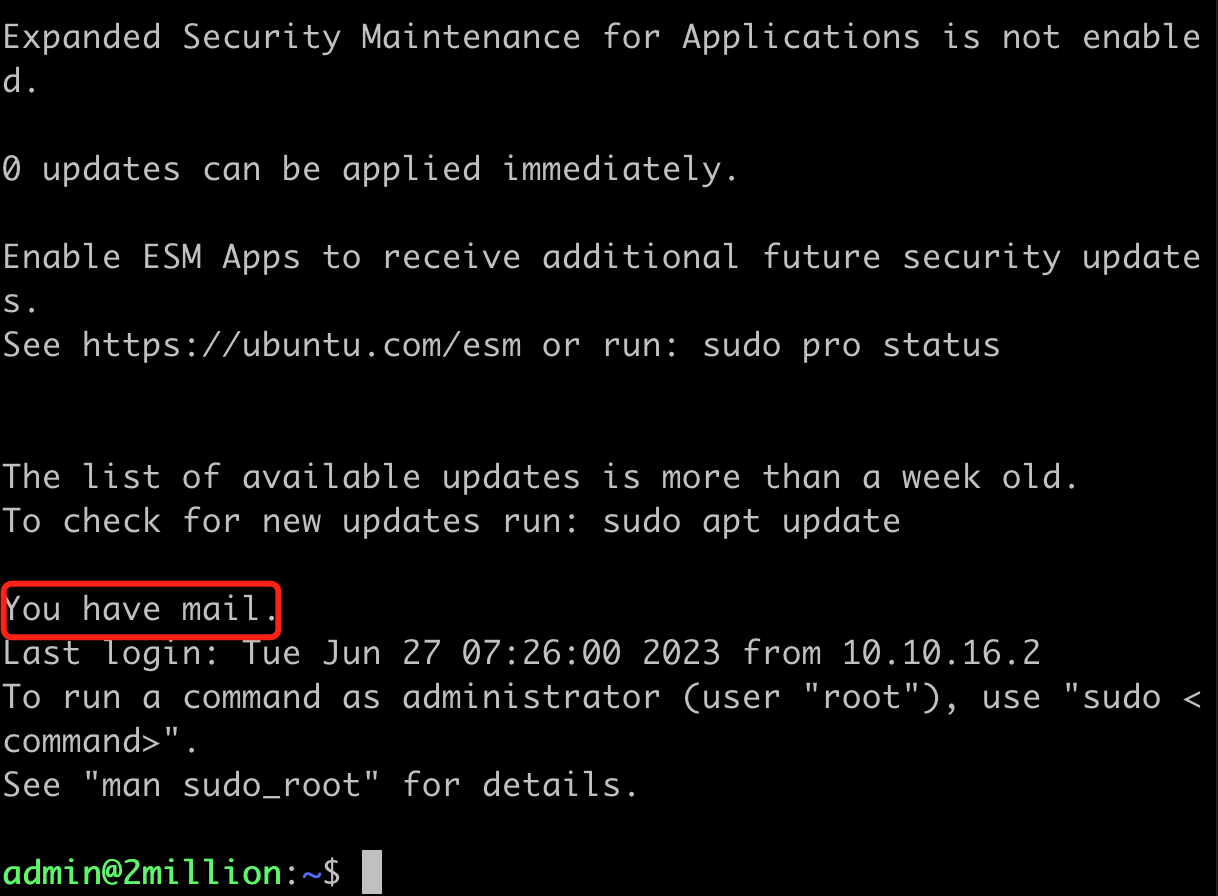 Expanded Security Maintenance for Applications is not enable
d.
0 updates can be applied immediately.
Enable ESM Apps to receive additional future security update
s.
See https://ubuntu.com/esm or run: sudo pro status
The list of available updates is more than a week old.
To check for new updates run: sudo apt update
You have mail.
Last login: Tue Jun 27 07:26:00 2023 from 10.10.16.2
To run a command as administrator (user "root"), use "sudo <
command>".
See "man sudo_root" for details.
admin@2million:~$